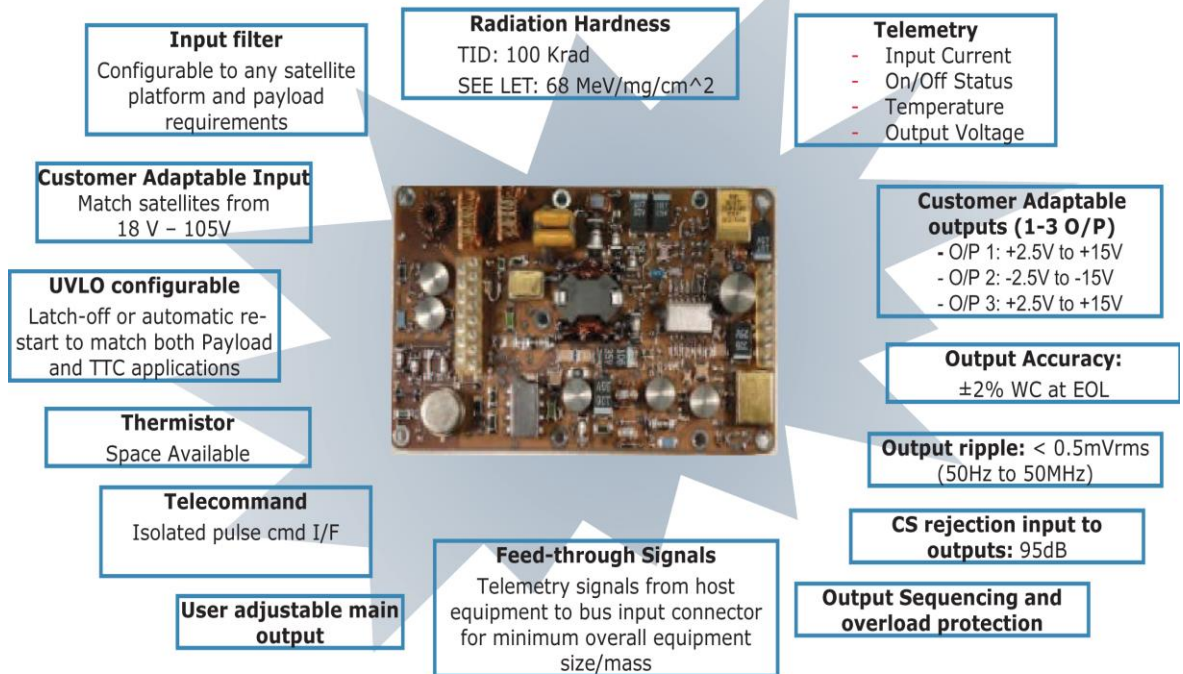 Input filter
Configurable to any satellite
platform and payload
requirements
Radiation Hardness
TID: 100 Krad
SEE LET: 68 MeV/mg/cm^2
Telemetry
- Input Current
- On/Off Status
- Temperature
- Output Voltage
Customer Adaptable Input
Match satellites from
18 V – 105V
Customer Adaptable
outputs (1-3 O/P)
- O/P 1: +2.5V to +15V
- O/P 2: -2.5V to -15V
- O/P 3: +2.5V to +15V
UVLO configurable
Latch-off or automatic re-
start to match both Payload
and TTC applications
Output Accuracy:
±2% WC at EOL
Thermistor
Space Available
Output ripple: < 0.5mVrms
(50Hz to 50MHz)
Telecommand
Isolated pulse cmd I/F
CS rejection input to
outputs: 95dB
Feed-through Signals
Telemetry signals from host
equipment to bus input connector
for minimum overall equipment
size/mass
User adjustable main
output
Output Sequencing and
overload protection